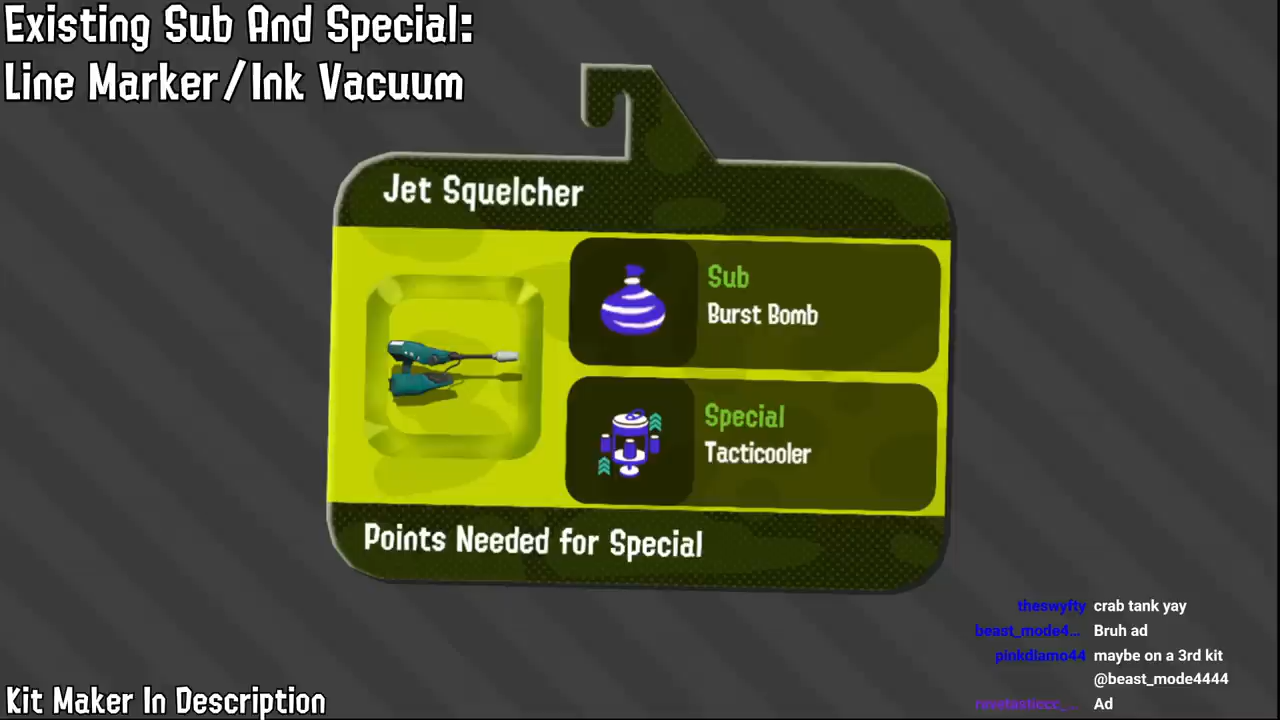 Existing Sub And Special:
Line Marker/Ink Vacuum
Jet Squelcher
Sub
Burst Bomb
Special
Tacticooler
Points Needed for Special
theswyfty crab tank yay
beast_mode4... Bruh ad
pinkdiamo44 maybe on a 3rd kit
@beast_mode4444
Ad
Kit Maker In Description